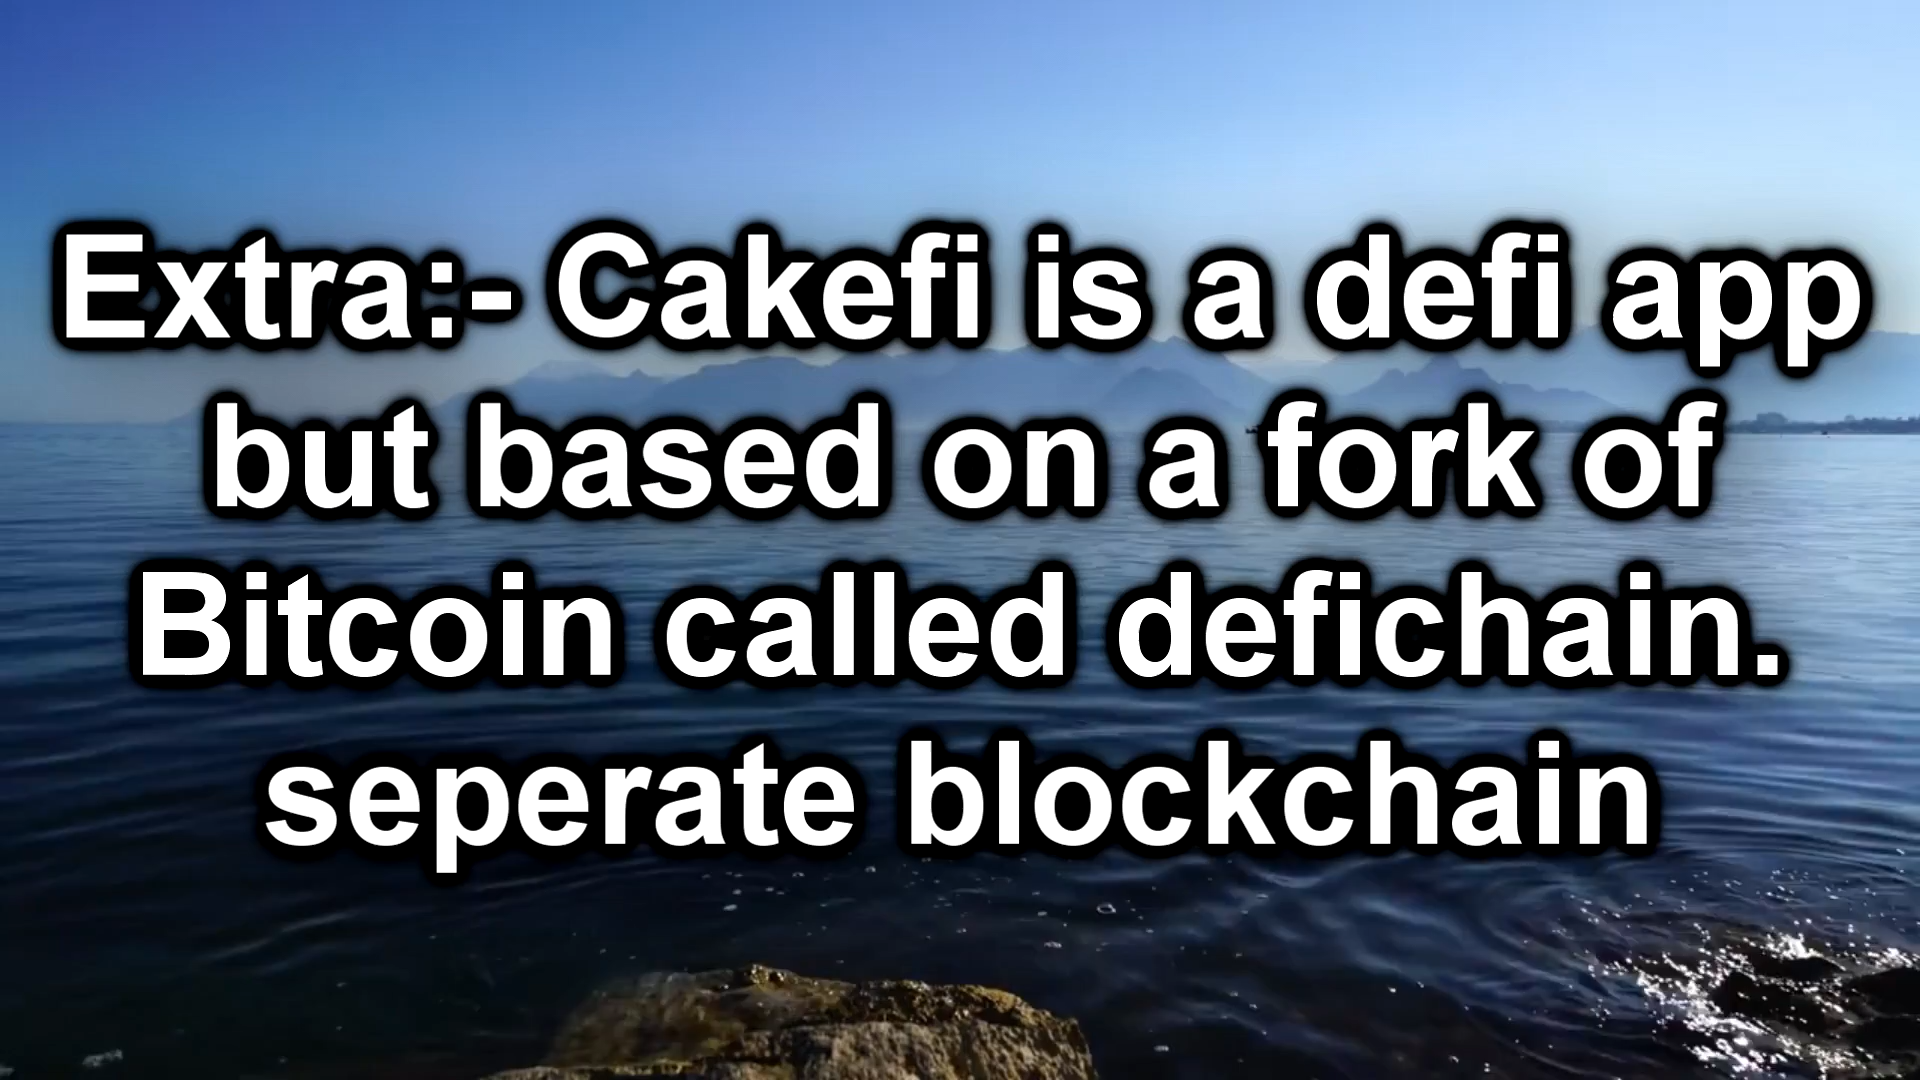 Extra:- Cakefi is a defi app
but based on a fork of
Bitcoin called defichain.
seperate blockchain